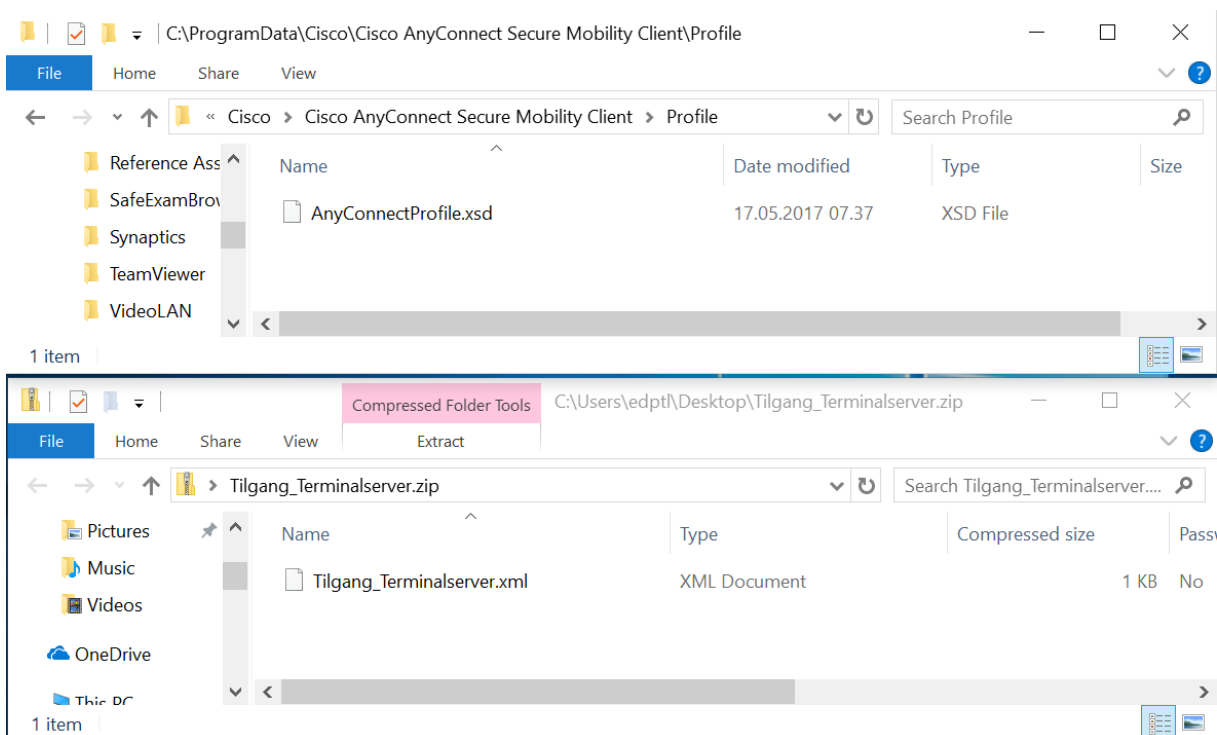 C:\ProgramData\Cisco\Cisco AnyConnect Secure Mobility Client\Profile
File Home Share View
« Cisco > Cisco AnyConnect Secure Mobility Client > Profile Search Profile
Reference Ass Name Date modified Type Size
SafeExamBrow AnyConnectProfile.xsd 17.05.2017 07.37 XSD File
Synaptics
TeamViewer
VideoLAN
1 item
Compressed Folder Tools C:\Users\edptl\Desktop\Tilgang_Terminalserver.zip
File Home Share View Extract
> Tilgang_Terminalserver.zip Search Tilgang_Terminalserver....
Pictures Name Type Compressed size Passw
Music Tilgang_Terminalserver.xml XML Document 1 KB No
Videos
OneDrive
This PC
1 item